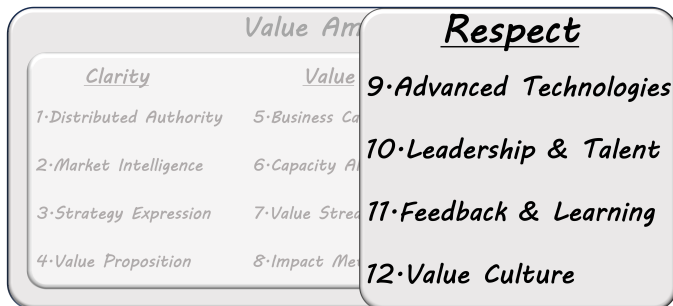 Value Am
Clarity
1·Distributed Authority
2·Market Intelligence
3·Strategy Expression
4·Value Proposition
Value
5·Business Ca
6·Capacity Al
7·Value Strea
8·Impact Met
Respect
9·Advanced Technologies
10·Leadership & Talent
11·Feedback & Learning
12·Value Culture